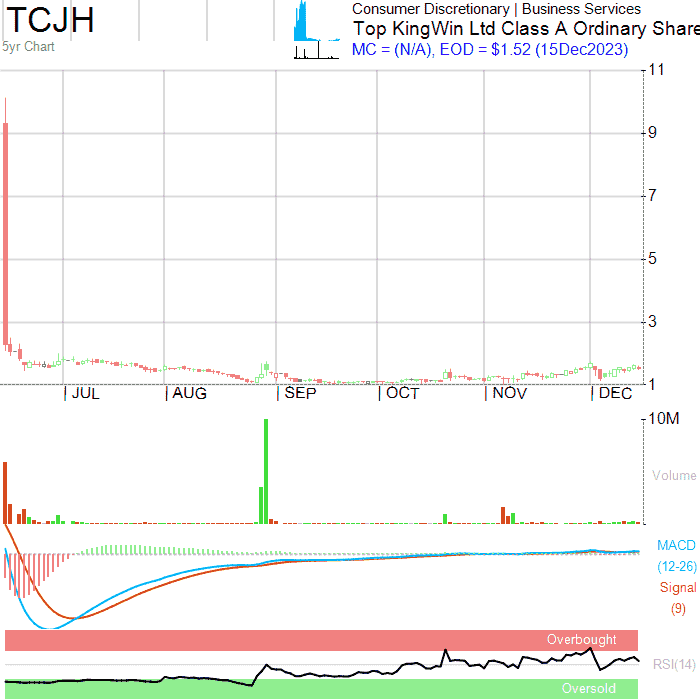 TCJH
5yr Chart
Consumer Discretionary | Business Services
Top KingWin Ltd Class A Ordinary Share
MC = (N/A), EOD = $1.52 (15Dec2023)
11
9
7
5
3
1
JUL AUG SEP OCT NOV DEC
10M
Volume
MACD
(12-26)
Signal
(9)
Overbought
RSI(14)
Oversold